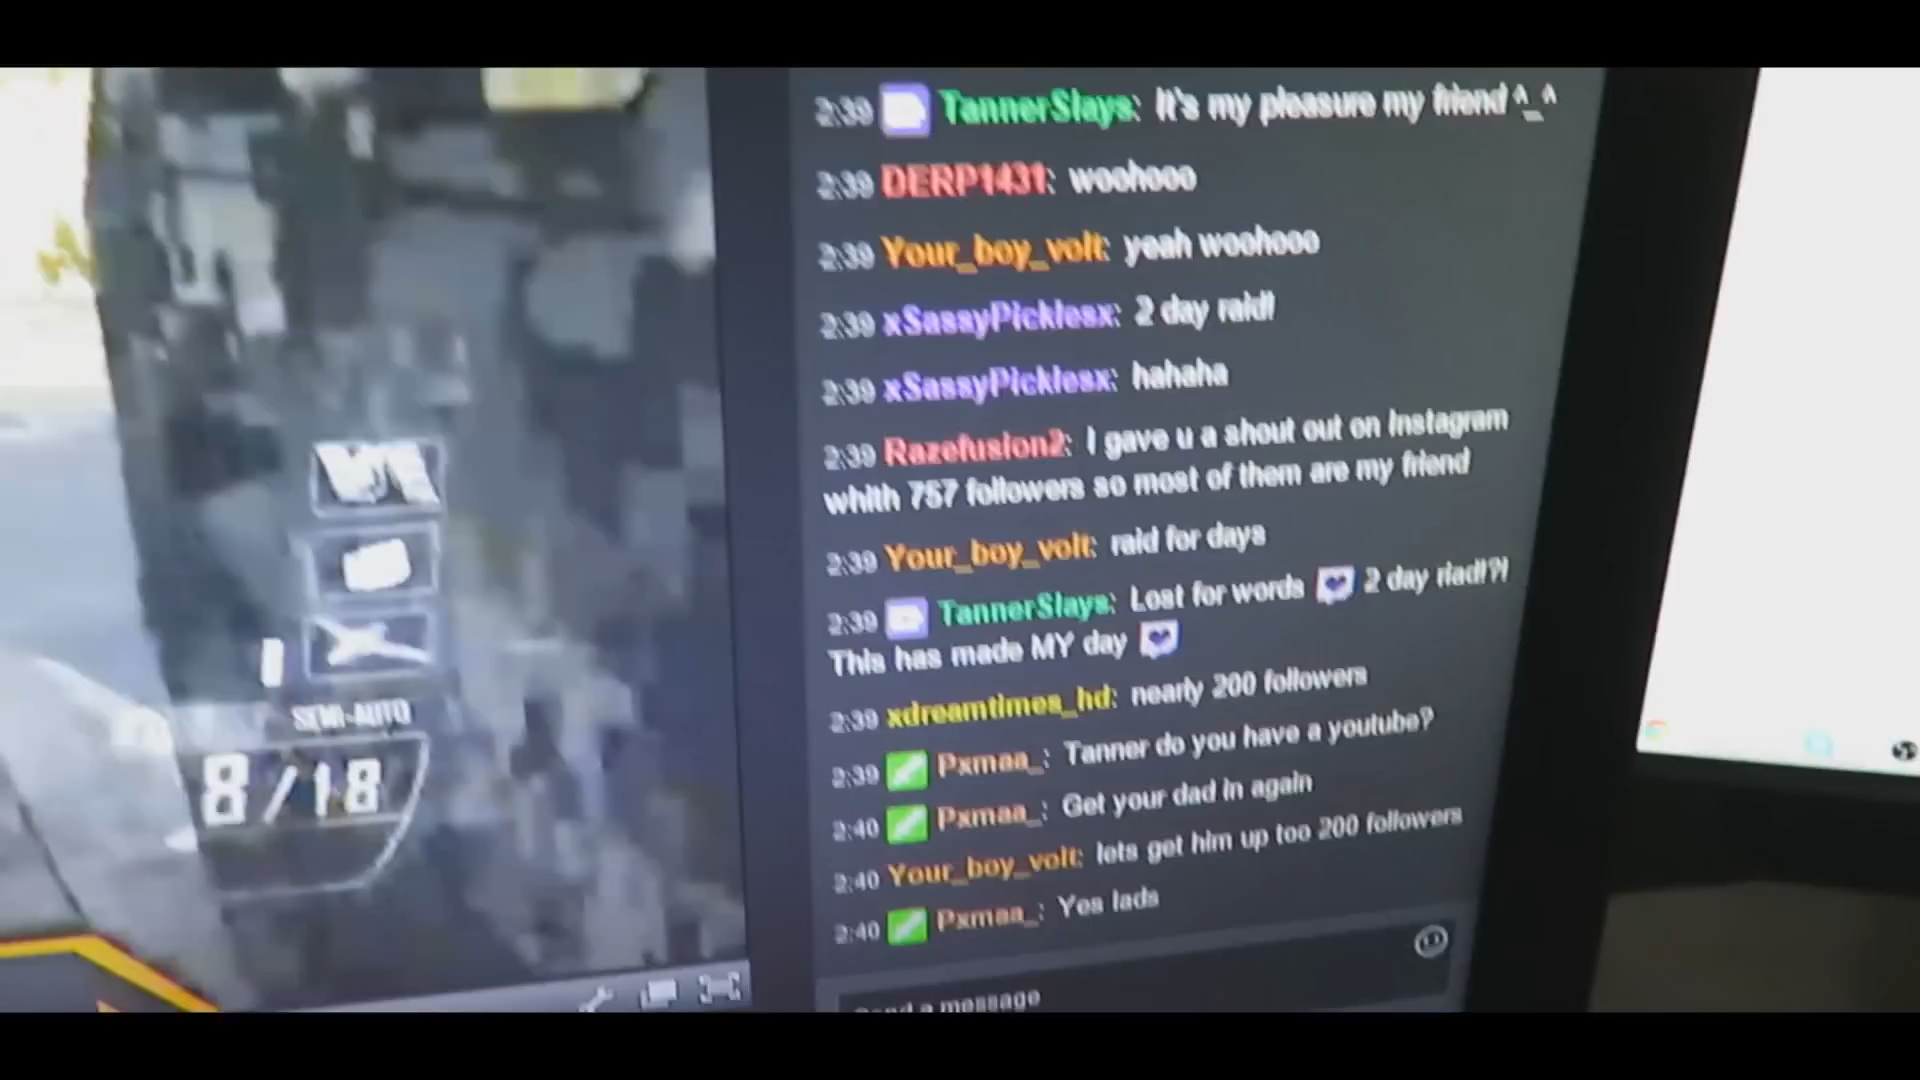 2:39 TannerSlays: It's my pleasure my friend ^_^
2:39 DERP1431: woohooo
2:39 Your_boy_volt: yeah woohooo
2:39 xSassyPicklesx: 2 day raid!
2:39 xSassyPicklesx: hahaha
2:39 Razefusion2: I gave u a shout out on Instagram
whith 757 followers so most of them are my friend
2:39 Your_boy_volt: raid for days
2:39 TannerSlays: Lost for words 2 day riad!?!
This has made MY day
2:39 xdreamtimes_hd: nearly 200 followers
2:39 Pxmaa_: Tanner do you have a youtube?
2:40 Pxmaa_: Get your dad in again
2:40 Your_boy_volt: lets get him up too 200 followers
2:40 Pxmaa_: Yes lads
Send a message
SEMI-AUTO
8/18